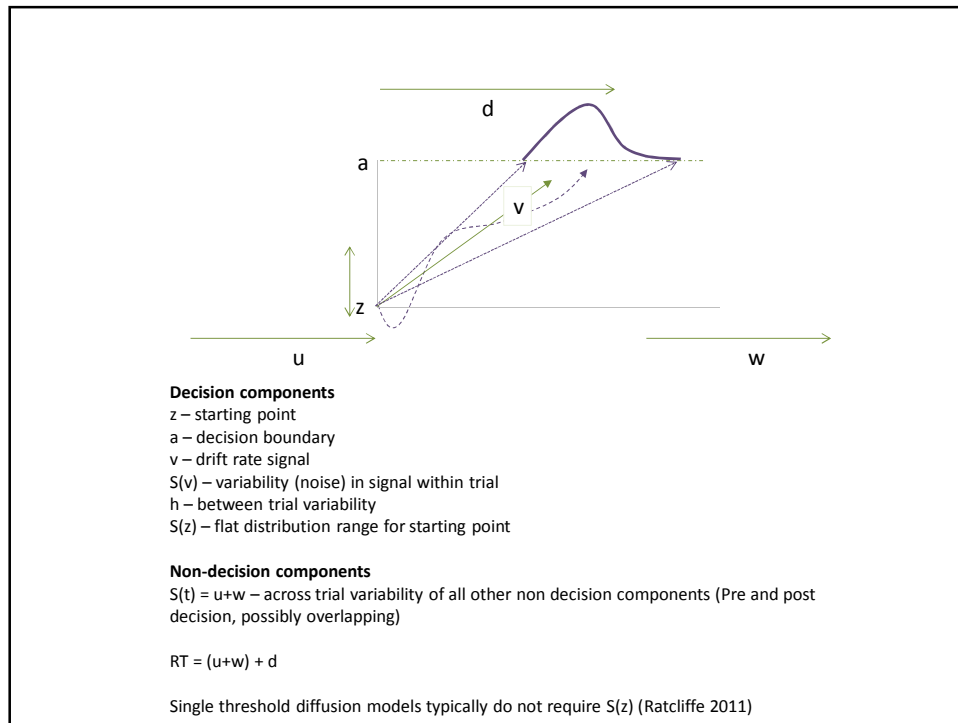 d
a
v
z
u
w
Decision components
z – starting point
a – decision boundary
v – drift rate signal
S(v) – variability (noise) in signal within trial
h – between trial variability
S(z) – flat distribution range for starting point
Non-decision components
S(t) = u+w – across trial variability of all other non decision components (Pre and post
decision, possibly overlapping)
RT = (u+w) + d
Single threshold diffusion models typically do not require S(z) (Ratcliffe 2011)